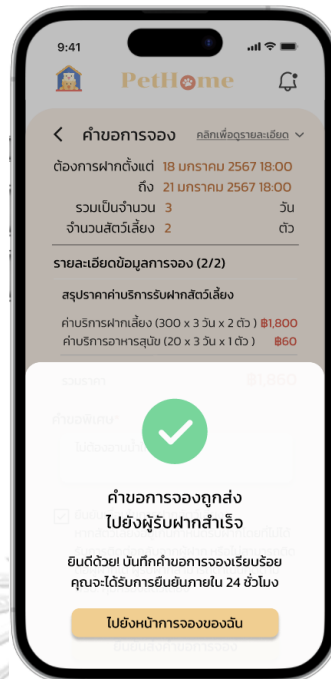 9:41
PetHome
คำขอการจอง คลิกเพื่อดูรายละเอียด
ต้องการฝากตั้งแต่ 18 มกราคม 2567 18:00
ถึง 21 มกราคม 2567 18:00
รวมเป็นจำนวน 3 วัน
จำนวนสัตว์เลี้ยง 2 ตัว
รายละเอียดข้อมูลการจอง (2/2)
สรุปราคาค่าบริการรับฝากสัตว์เลี้ยง
ค่าบริการฝากเลี้ยง (300 x 3 วัน x 2 ตัว ) ฿1,800
ค่าบริการอาหารสุนัข (20 x 3 วัน x 1 ตัว ) ฿60
รวมราคา ฿1,860
คำขอพิเศษ
คำขอการจองถูกส่ง
ไปยังผู้รับฝากสำเร็จ
ยินดีด้วย! บันทึกคำขอการจองเรียบร้อย
คุณจะได้รับการยืนยันภายใน 24 ชั่วโมง
ไปยังหน้าการจองของฉัน